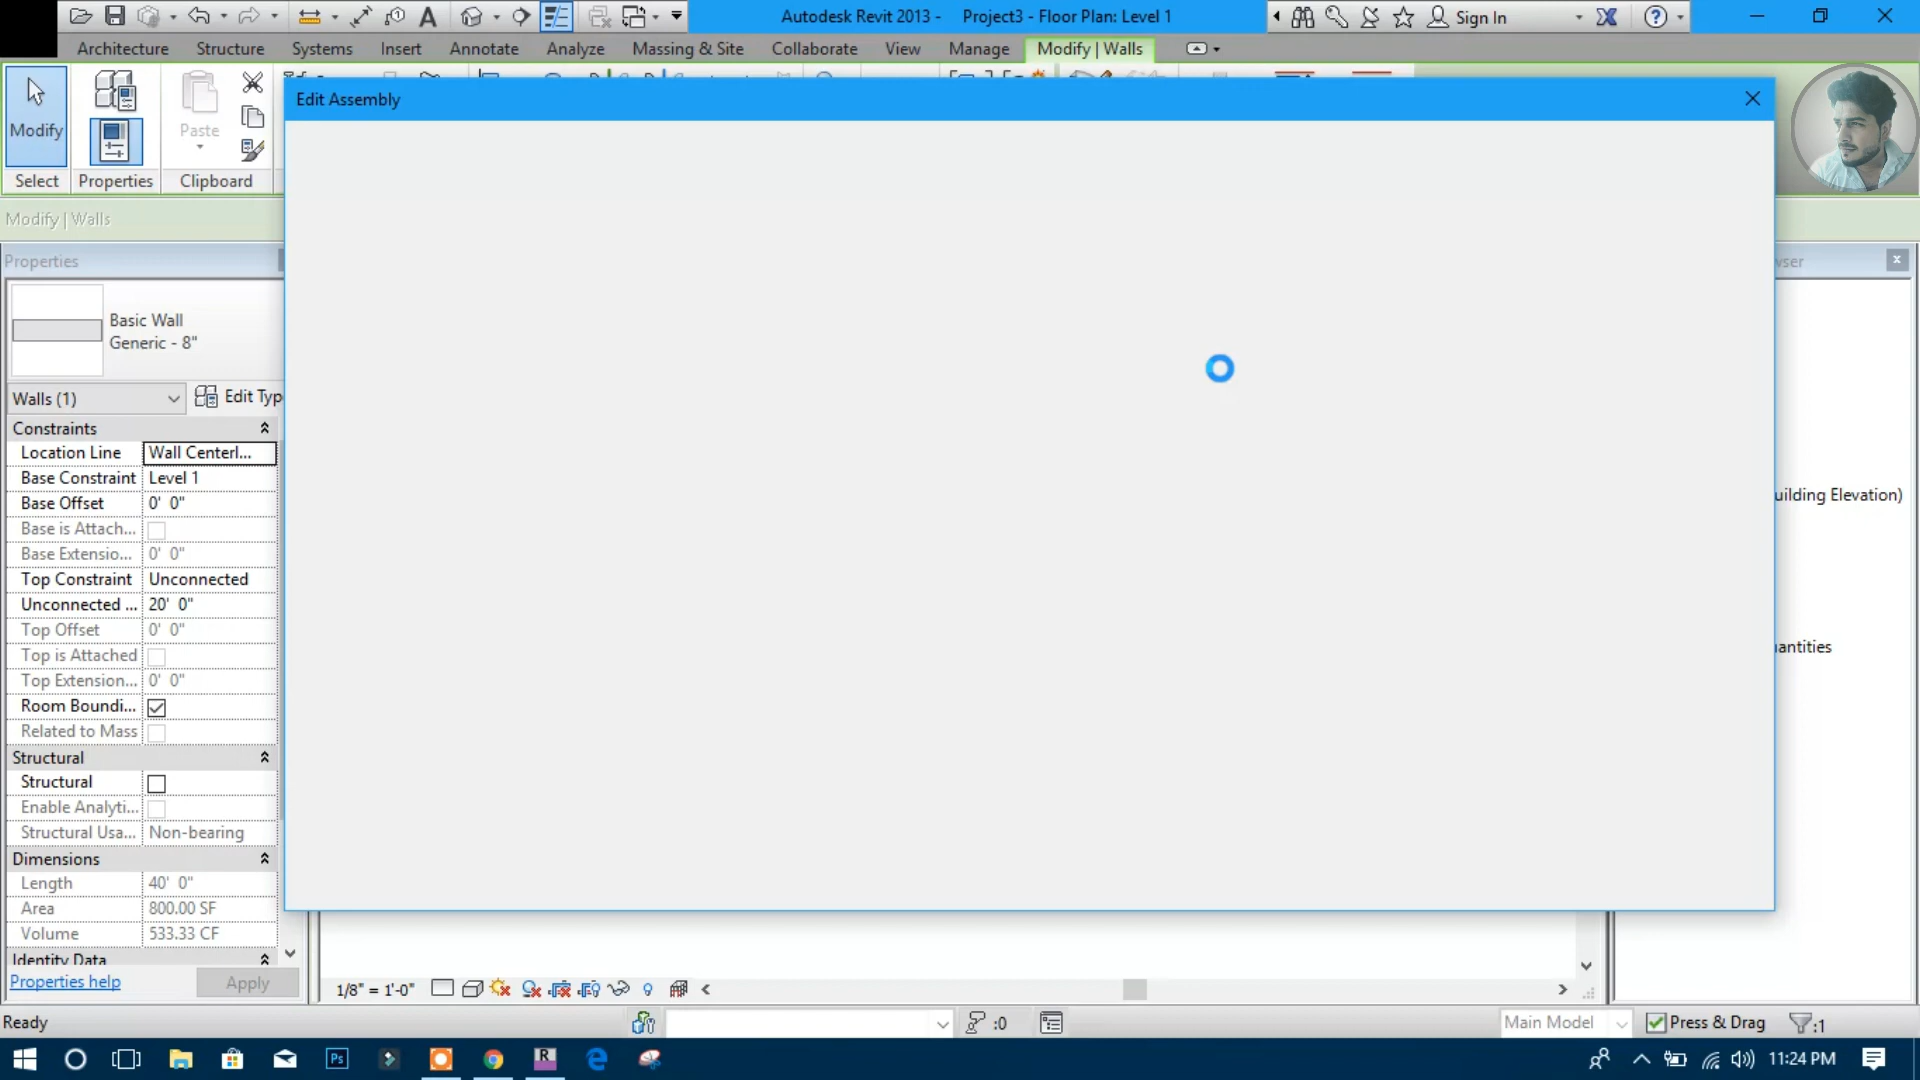 Autodesk Revit 2013 - Project3 - Floor Plan: Level 1
Sign In
Architecture Structure Systems Insert Annotate Analyze Massing & Site Collaborate View Manage Modify | Walls
Modify
Paste
Select Properties Clipboard
Edit Assembly
Modify | Walls
Properties
wser
Basic Wall
Generic - 8"
Walls (1)
Edit Typ
Constraints
Location Line Wall Centerl...
Base Constraint Level 1
Base Offset 0' 0"
Base is Attach...
Base Extensio... 0' 0"
Top Constraint Unconnected
Unconnected ... 20' 0"
Top Offset 0' 0"
Top is Attached
Top Extension... 0' 0"
Room Boundi...
Related to Mass
Structural
Structural
Enable Analyti...
Structural Usa... Non-bearing
Dimensions
Length 40' 0"
Area 800.00 SF
Volume 533.33 CF
Identity Data
Properties help
Apply
uilding Elevation)
antities
1/8" = 1'-0"
Ready
:0
Main Model
Press & Drag
:1
Ps
R
11:24 PM